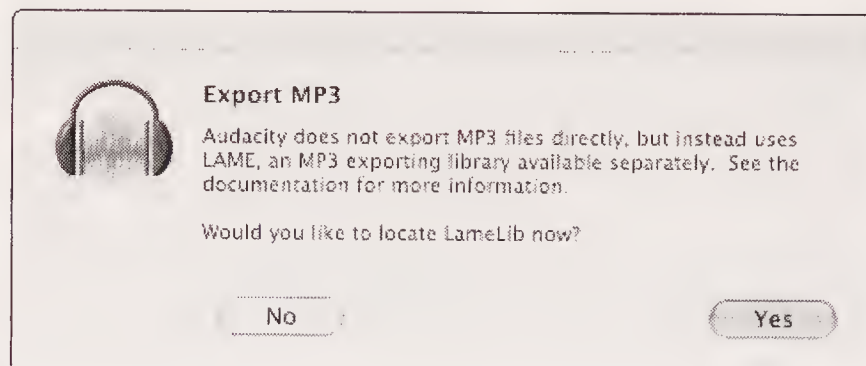 Export MP3
Audacity does not export MP3 files directly, but instead uses
LAME, an MP3 exporting library available separately. See the
documentation for more information.
Would you like to locate LameLib now?
No
Yes